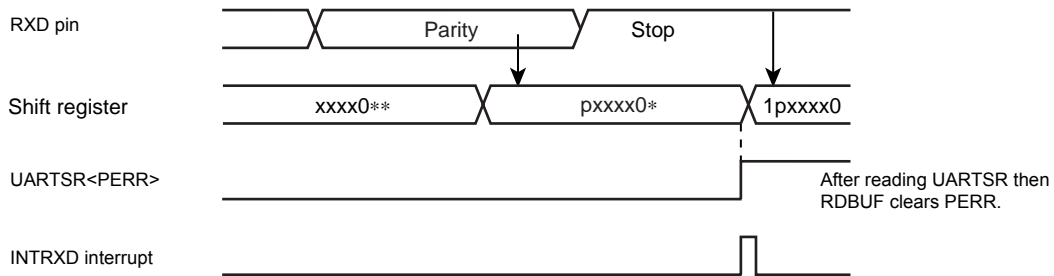 RXD pin
Parity
Stop
Shift register
xxxx0**
pxxxx0*
1pxxxx0
UARTSR<PERR>
After reading UARTSR then
RDBUF clears PERR.
INTRXD interrupt